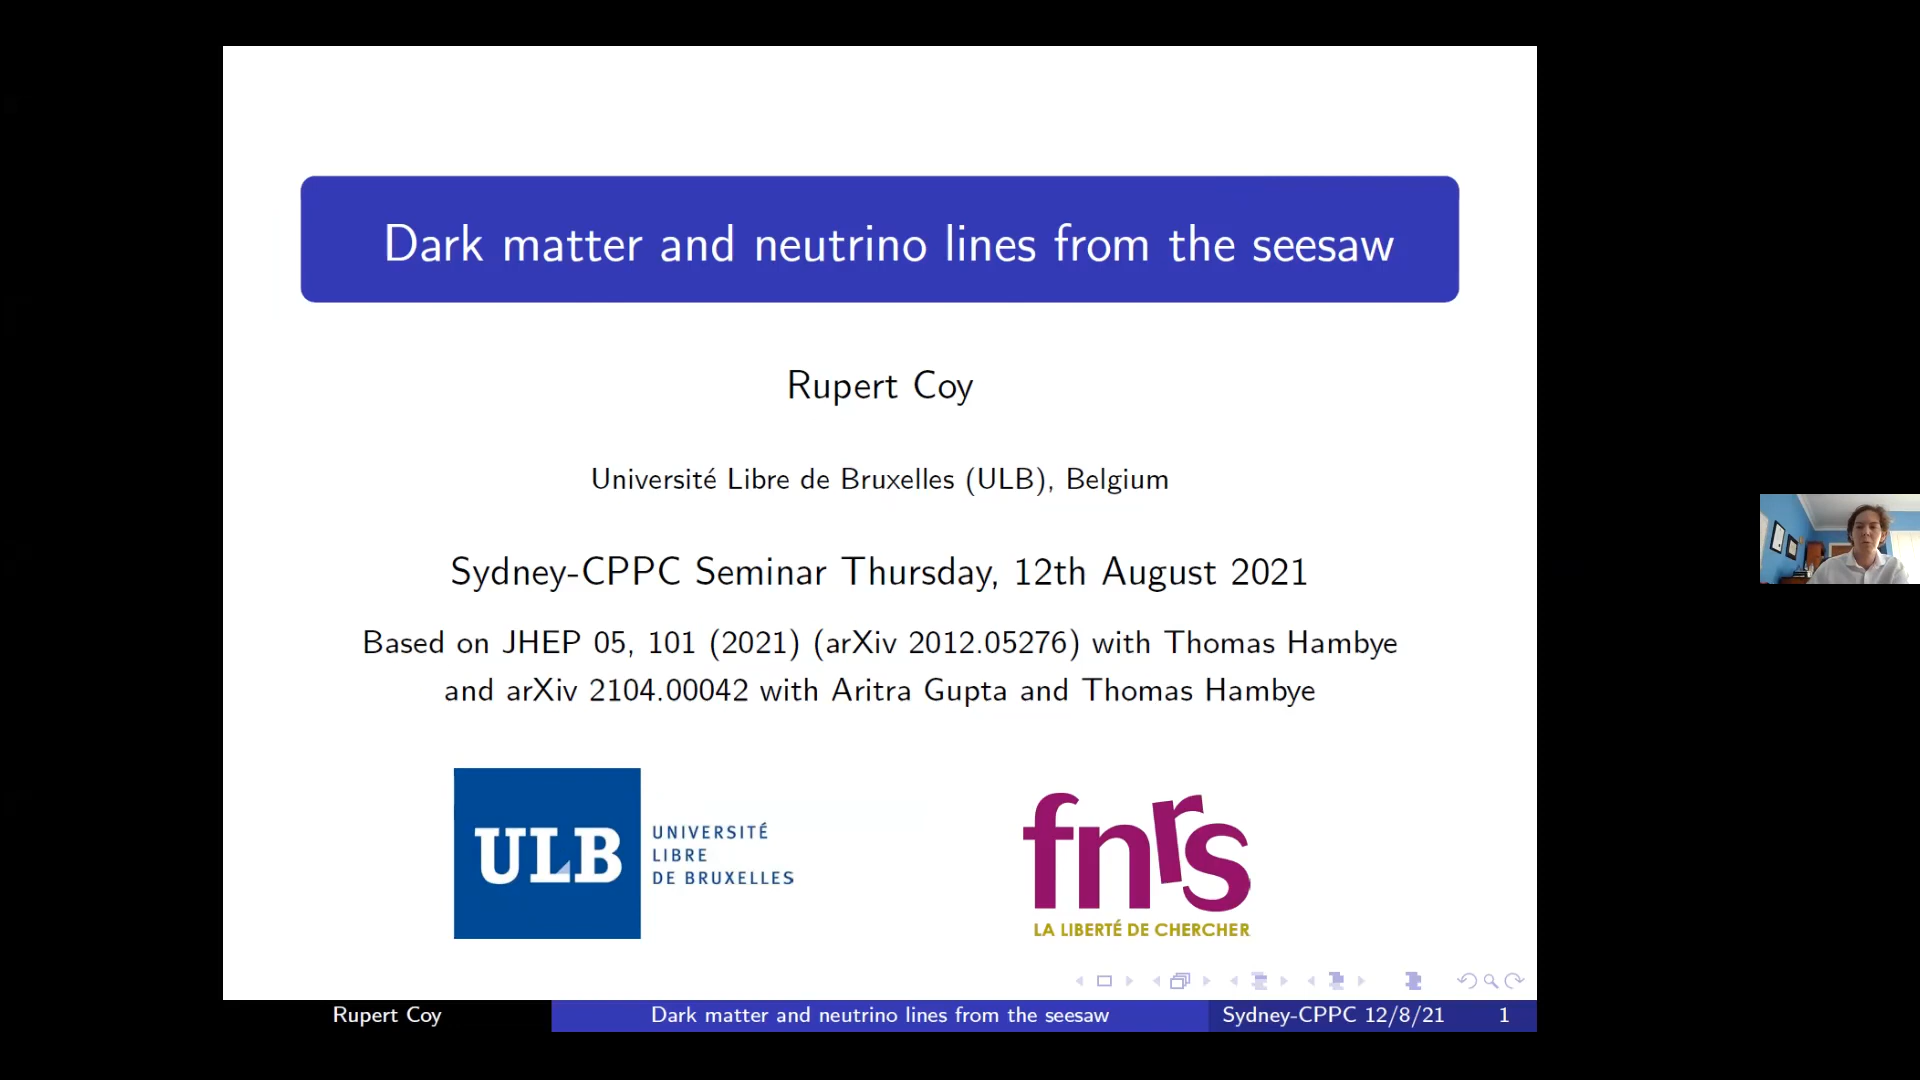 Dark matter and neutrino lines from the seesaw
Rupert Coy
Université Libre de Bruxelles (ULB), Belgium
Sydney-CPPC Seminar Thursday, 12th August 2021
Based on JHEP 05, 101 (2021) (arXiv 2012.05276) with Thomas Hambye
and arXiv 2104.00042 with Aritra Gupta and Thomas Hambye
ULB
UNIVERSITÉ
LIBRE
DE BRUXELLES
fnrs
LA LIBERTÉ DE CHERCHER
Rupert Coy
Dark matter and neutrino lines from the seesaw
Sydney-CPPC 12/8/21
1